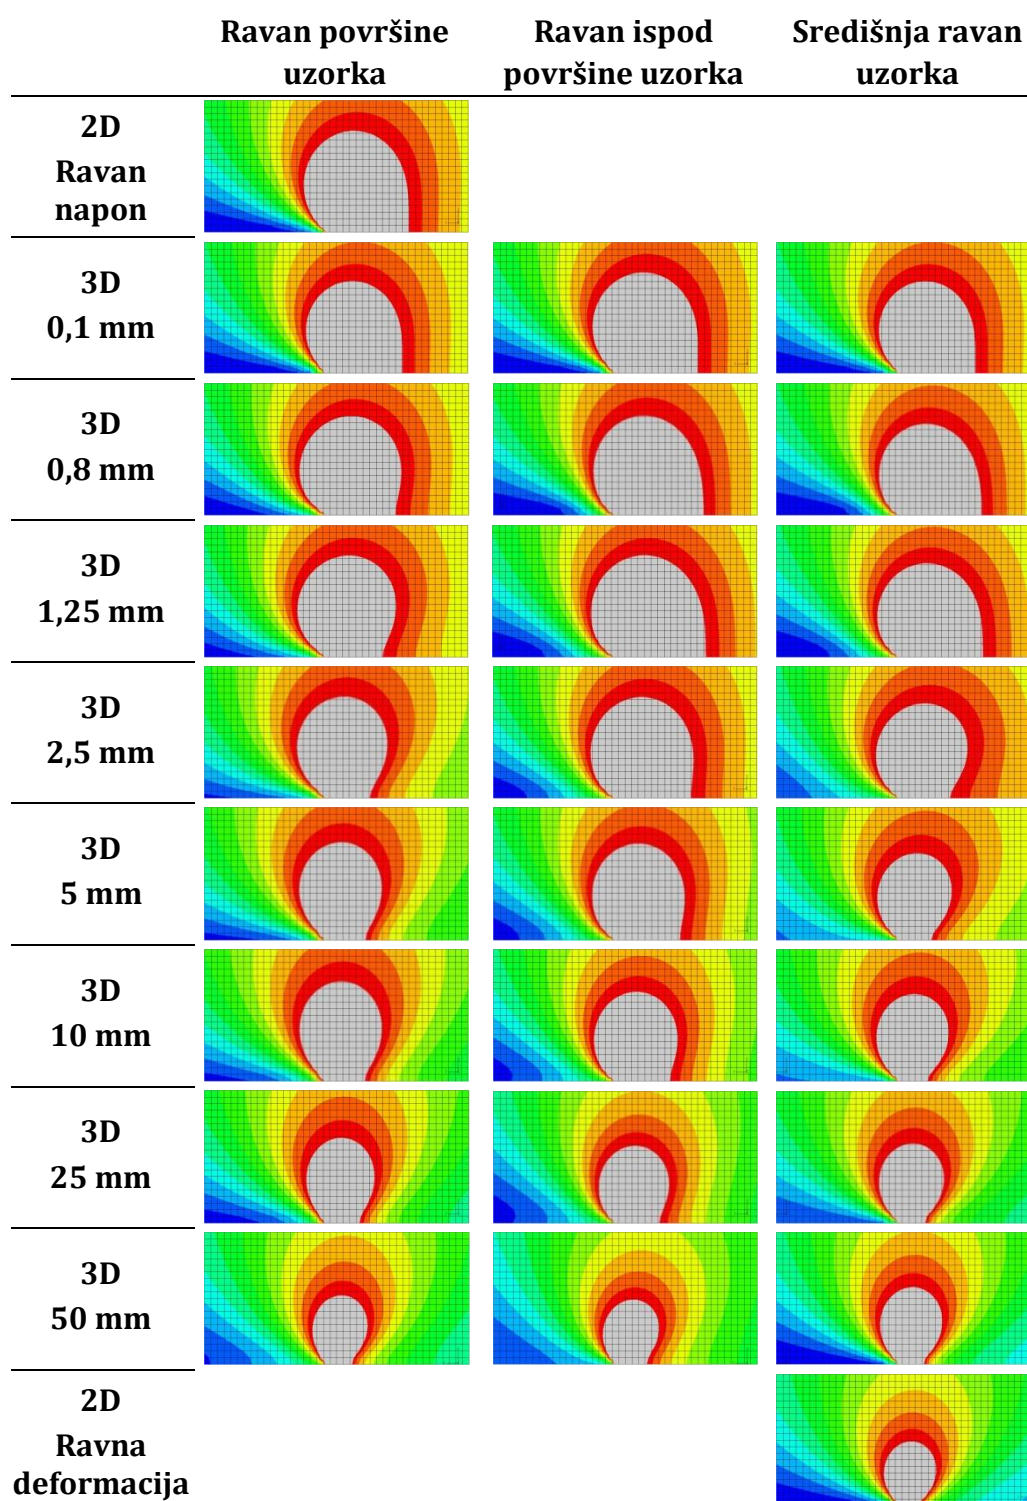 Ravan površine
uzorka
Ravan ispod
površine uzorka
Središnja ravan
uzorka
2D
Ravan
napon
3D
0,1 mm
3D
0,8 mm
3D
1,25 mm
3D
2,5 mm
3D
5 mm
3D
10 mm
3D
25 mm
3D
50 mm
2D
Ravna
deformacija